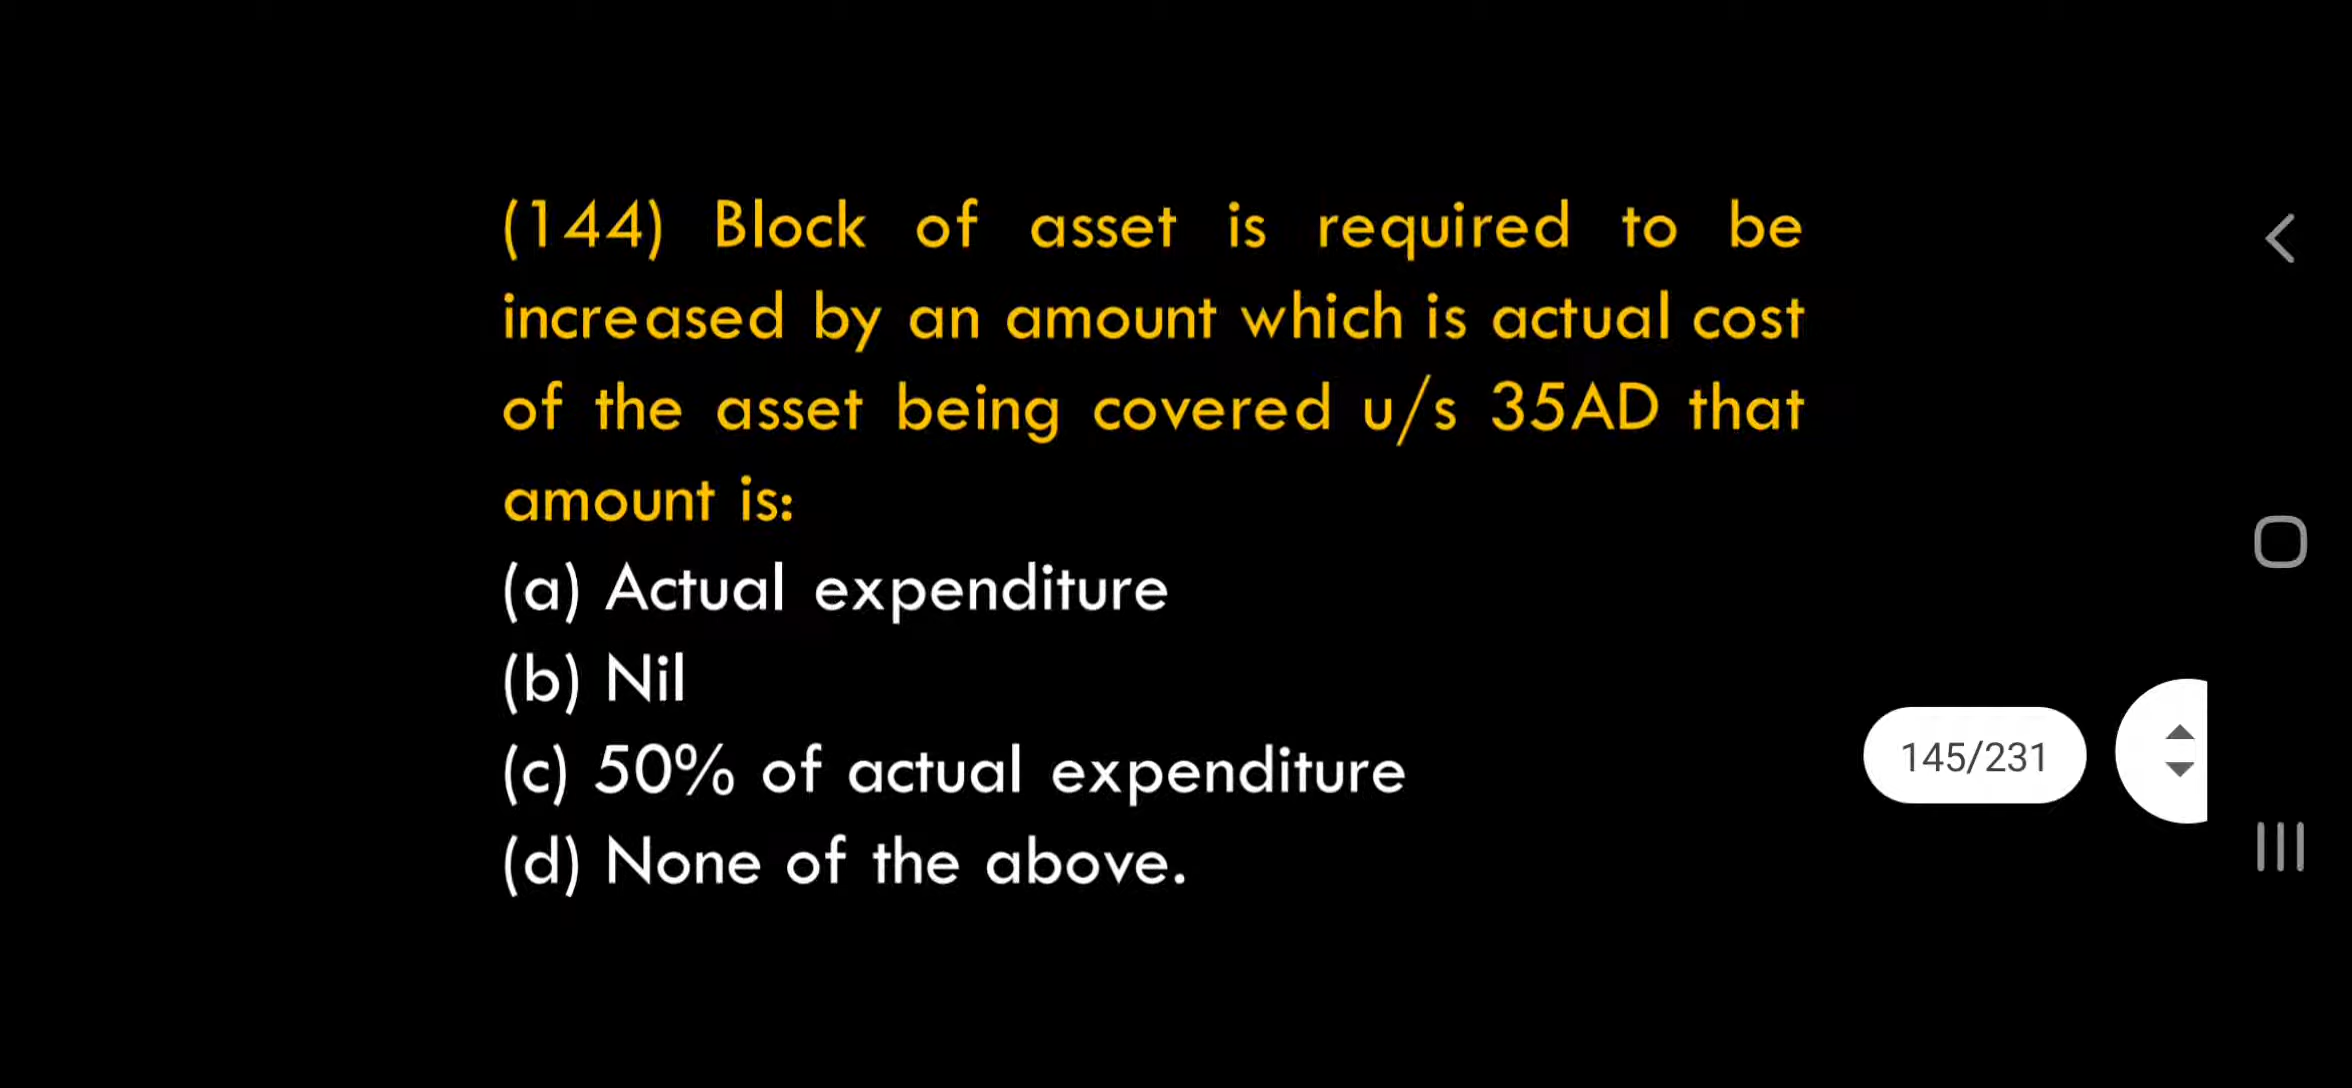 (144) Block of asset is required to be
increased by an amount which is actual cost
of the asset being covered u/s 35AD that
amount is:
(a) Actual expenditure
(b) Nil
(c) 50% of actual expenditure
(d) None of the above.
145/231